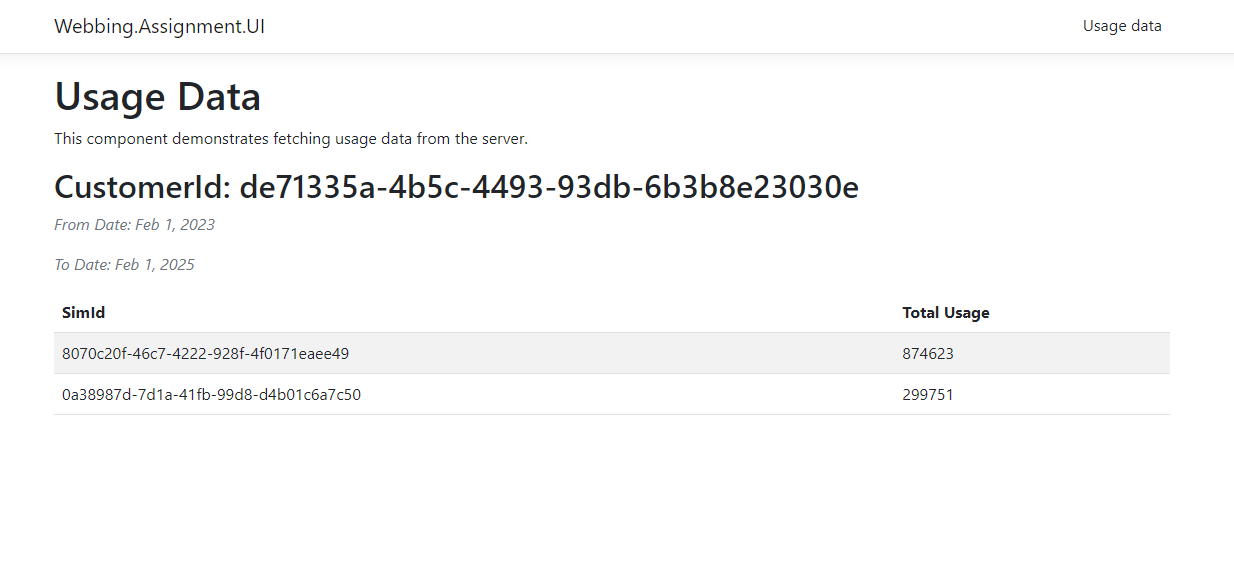 Webbing.Assignment.UI Usage data
Usage Data
This component demonstrates fetching usage data from the server.
CustomerId: de71335a-4b5c-4493-93db-6b3b8e23030e
From Date: Feb 1, 2023
To Date: Feb 1, 2025
SimId Total Usage
8070c20f-46c7-4222-928f-4f0171eaee49 874623
0a38987d-7d1a-41fb-99d8-d4b01c6a7c50 299751